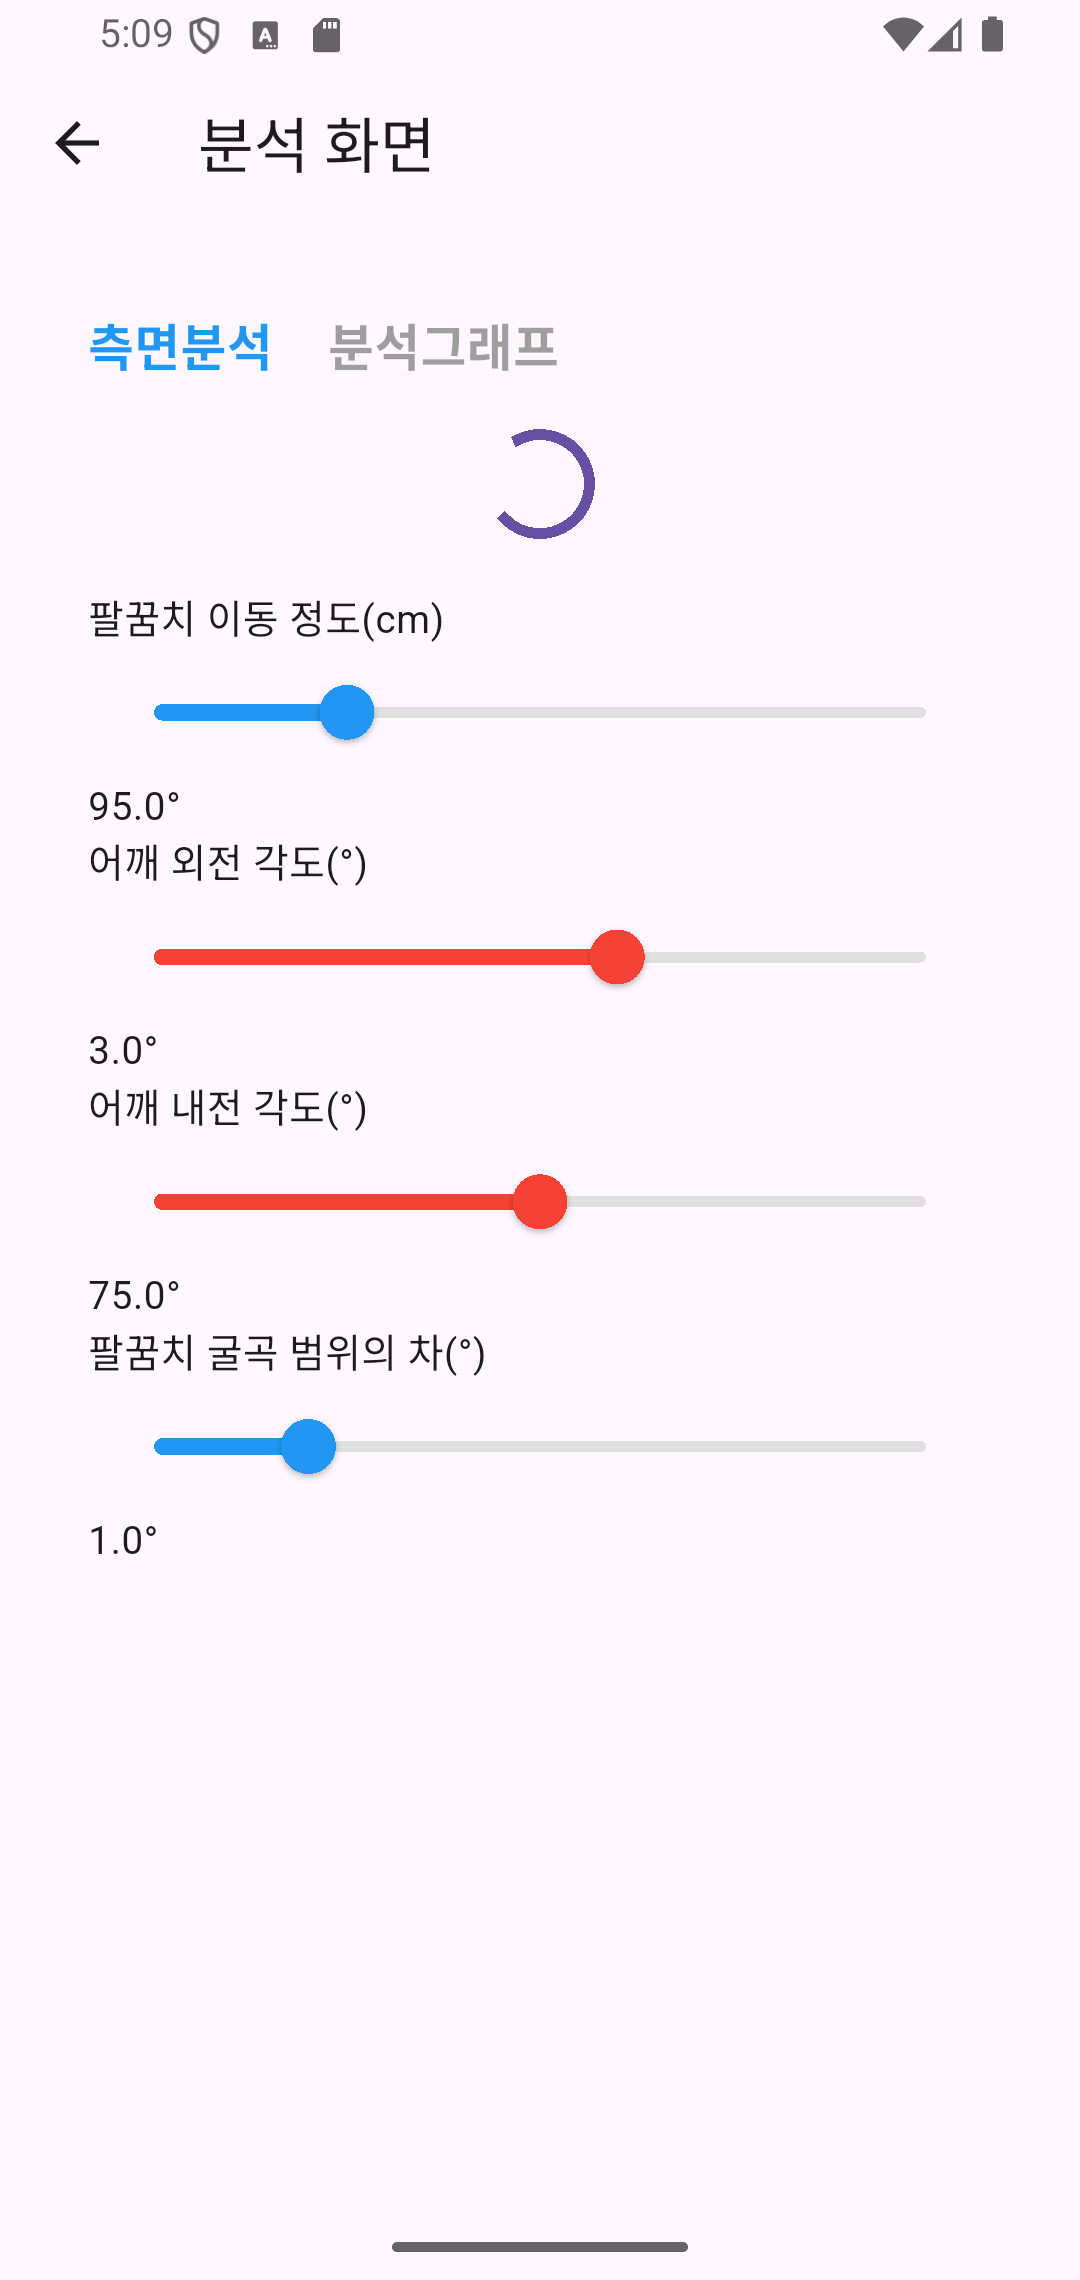 5:09
분석 화면
측면분석 분석그래프
팔꿈치 이동 정도(cm)
95.0°
어깨 외전 각도(°)
3.0°
어깨 내전 각도(°)
75.0°
팔꿈치 굴곡 범위의 차(°)
1.0°